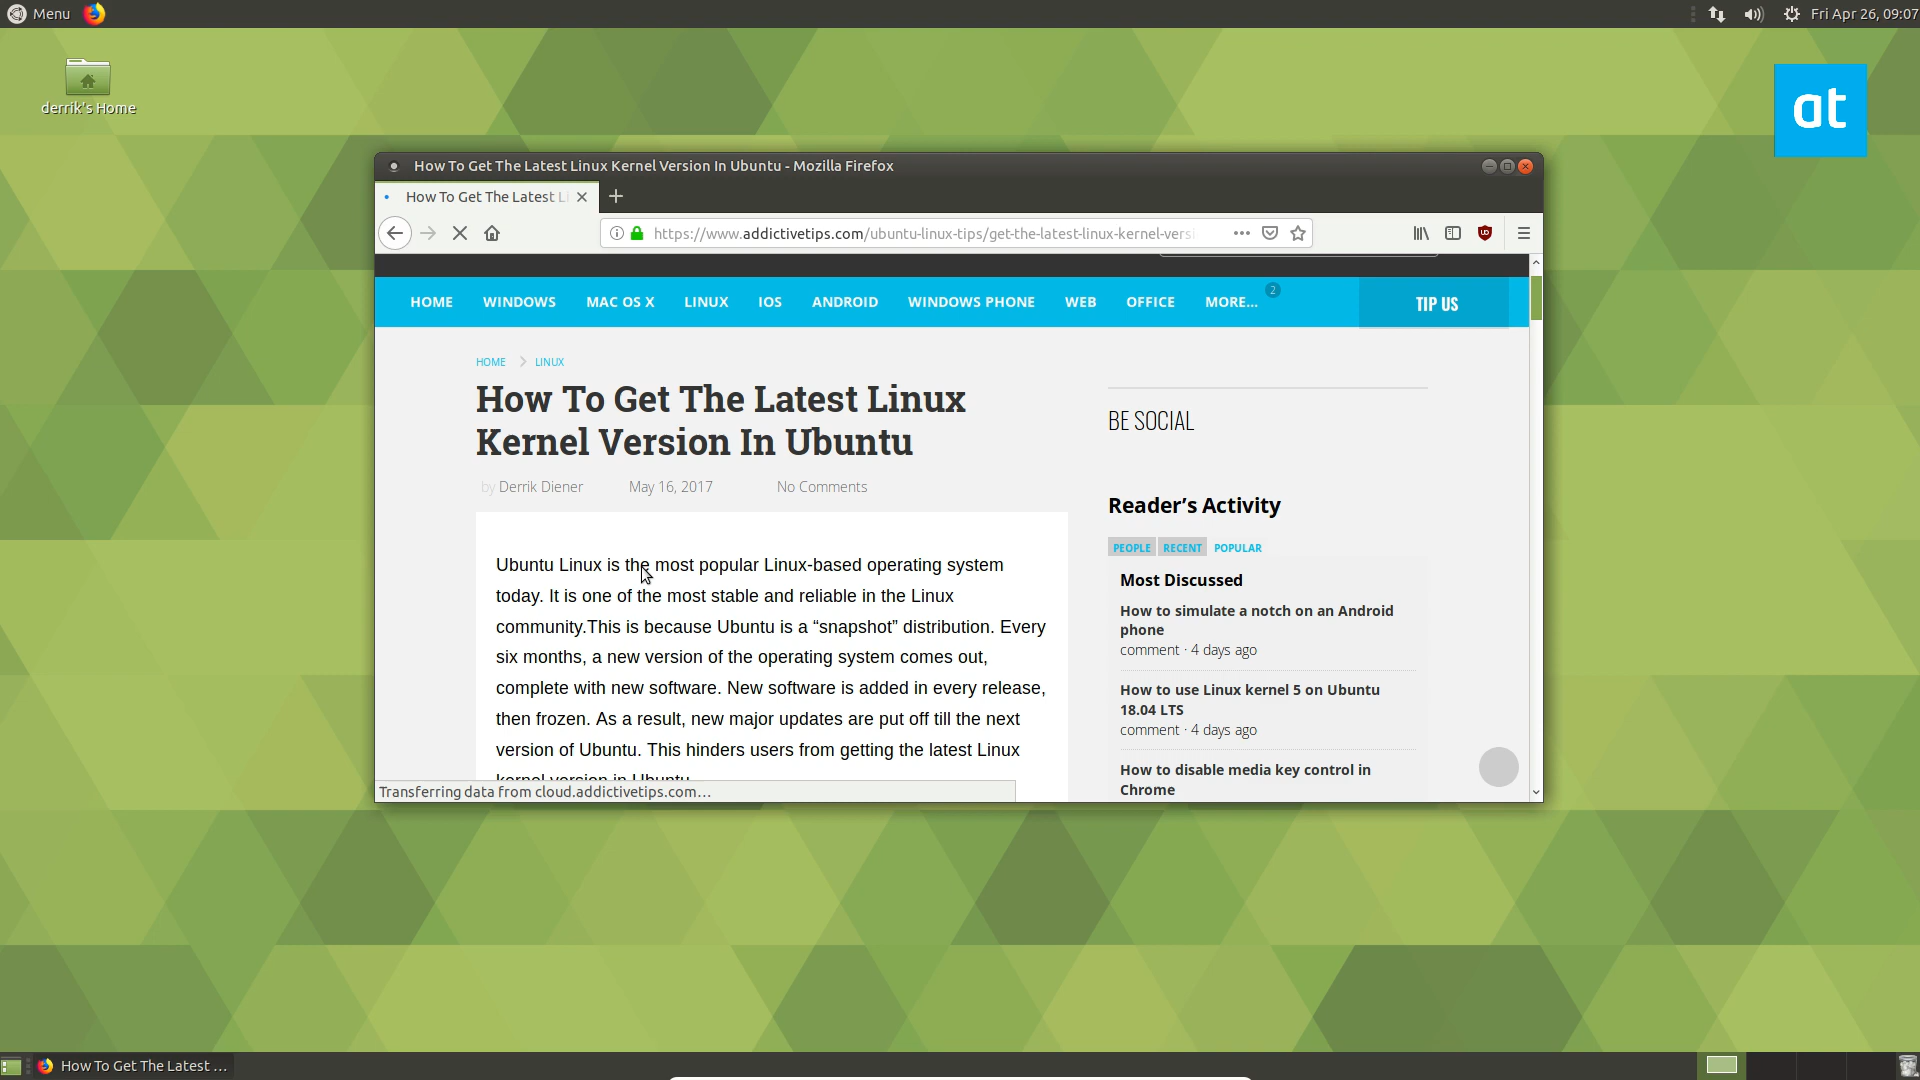 Menu
Fri Apr 26, 09:07
derrik's Home
at
How To Get The Latest Linux Kernel Version In Ubuntu - Mozilla Firefox
How To Get The Latest L
https://www.addictivetips.com/ubuntu-linux-tips/get-the-latest-linux-kernel-versi
HOME WINDOWS MAC OS X LINUX IOS ANDROID WINDOWS PHONE WEB OFFICE MORE... 2 TIP US
HOME LINUX
How To Get The Latest Linux
Kernel Version In Ubuntu
by Derrik Diener May 16, 2017 No Comments
Ubuntu Linux is the most popular Linux-based operating system
today. It is one of the most stable and reliable in the Linux
community.This is because Ubuntu is a “snapshot” distribution. Every
six months, a new version of the operating system comes out,
complete with new software. New software is added in every release,
then frozen. As a result, new major updates are put off till the next
version of Ubuntu. This hinders users from getting the latest Linux
kernel version in Ubuntu.
BE SOCIAL
Reader’s Activity
PEOPLE RECENT POPULAR
Most Discussed
How to simulate a notch on an Android
phone
comment · 4 days ago
How to use Linux kernel 5 on Ubuntu
18.04 LTS
comment · 4 days ago
How to disable media key control in
Chrome
Transferring data from cloud.addictivetips.com…
How To Get The Latest …